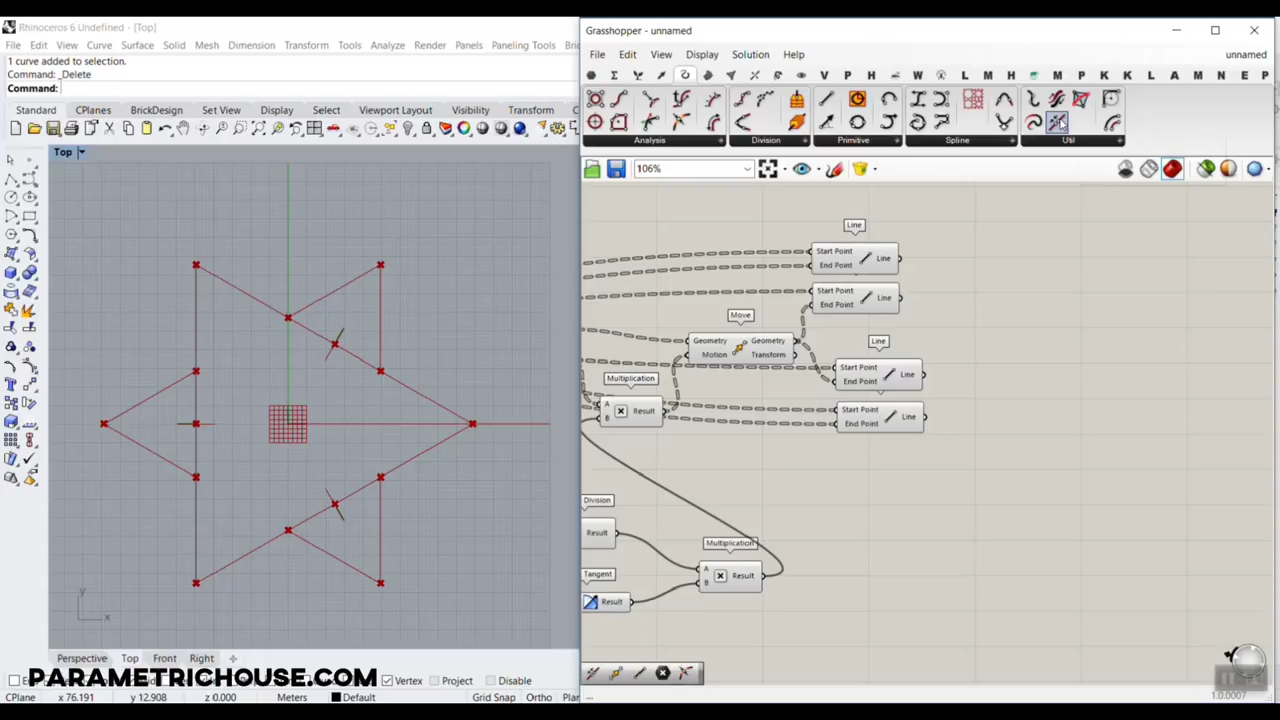 Rhinoceros 6 Undefined - [Top]
File Edit View Curve Surface Solid Mesh Dimension Transform Tools Analyze Render Panels Paneling Tools
1 curve added to selection.
Command: _Delete
Command:
Standard CPlanes BrickDesign Set View Display Select Viewport Layout Visibility Transform
Top
y
x
Perspective Top Front Right
Vertex Project Disable
CPlane x 76.191 y 12.908 z 0.000 Meters Default Grid Snap Ortho
PARAMETRICHOUSE.COM
Grasshopper - unnamed
File Edit View Display Solution Help unnamed
V P H W L M H M P K K L A M Q N E P
Analysis Division Primitive Spline Util
106%
Line
Start Point
End Point
Line
Start Point
End Point
Line
Move
Geometry
Motion
Geometry
Transform
Line
Start Point
End Point
Line
Multiplication
A
B
Result
Start Point
End Point
Line
Division
Result
Multiplication
A
B
Result
Tangent
Result
...
1.0.0007